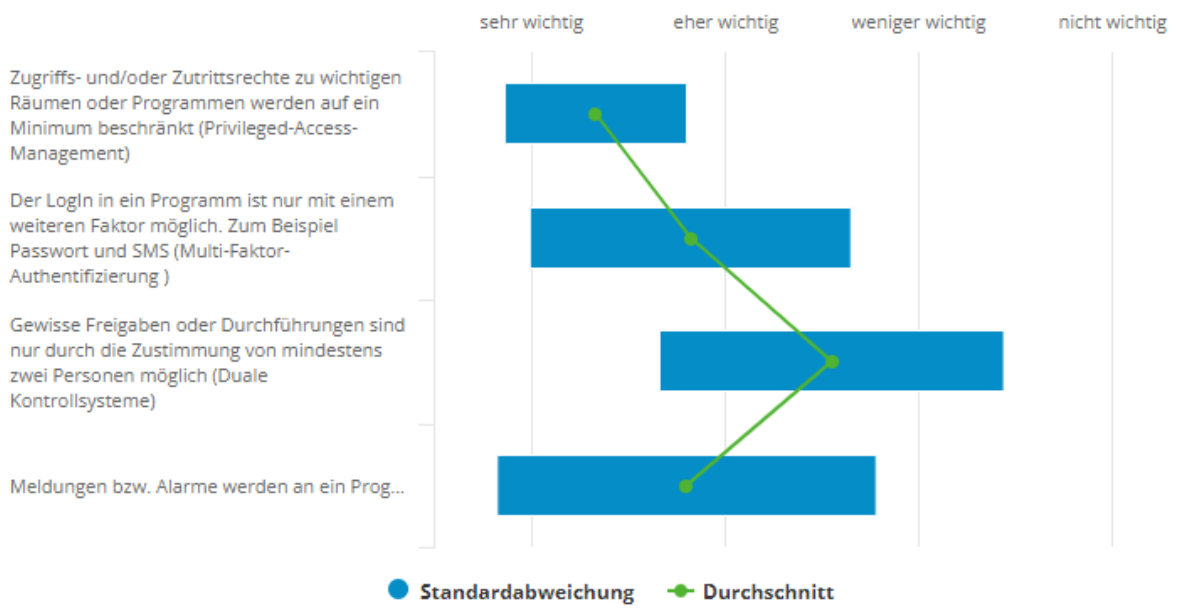 sehr wichtig eher wichtig weniger wichtig nicht wichtig
Zugriffs- und/oder Zutrittsrechte zu wichtigen
Räumen oder Programmen werden auf ein
Minimum beschränkt (Privileged-Access-
Management)
Der LogIn in ein Programm ist nur mit einem
weiteren Faktor möglich. Zum Beispiel
Passwort und SMS (Multi-Faktor-
Authentifizierung )
Gewisse Freigaben oder Durchführungen sind
nur durch die Zustimmung von mindestens
zwei Personen möglich (Duale
Kontrollsysteme)
Meldungen bzw. Alarme werden an ein Prog...
Standardabweichung Durchschnitt